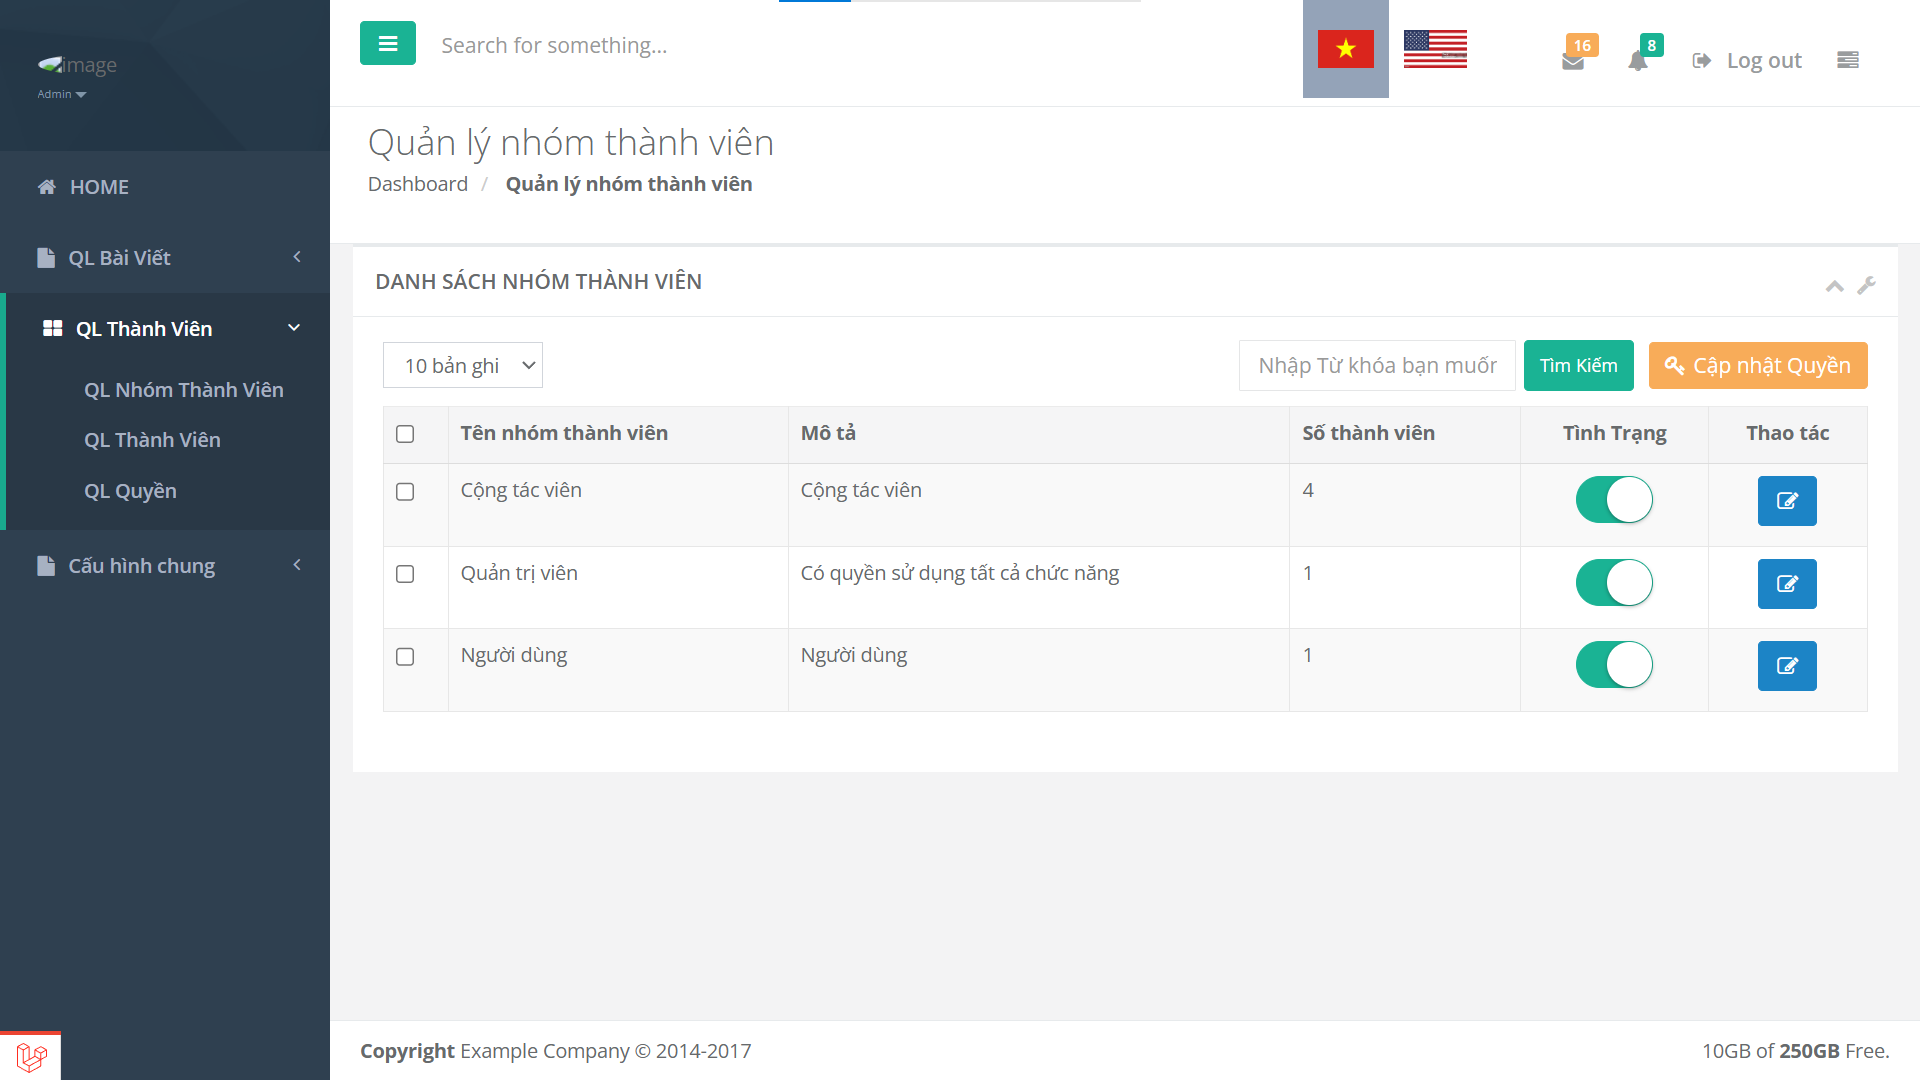 image
Admin
HOME
QL Bài Viết
QL Thành Viên
QL Nhóm Thành Viên
QL Thành Viên
QL Quyền
Cấu hình chung
Search for something...
16
8
Log out
Quản lý nhóm thành viên
Dashboard / Quản lý nhóm thành viên
DANH SÁCH NHÓM THÀNH VIÊN
10 bản ghi
Nhập Từ khóa bạn muốn
Tìm Kiếm
Cập nhật Quyền
Tên nhóm thành viên Mô tả Số thành viên Tình Trạng Thao tác
Cộng tác viên Cộng tác viên 4
Quản trị viên Có quyền sử dụng tất cả chức năng 1
Người dùng Người dùng 1
Copyright Example Company © 2014-2017
10GB of 250GB Free.